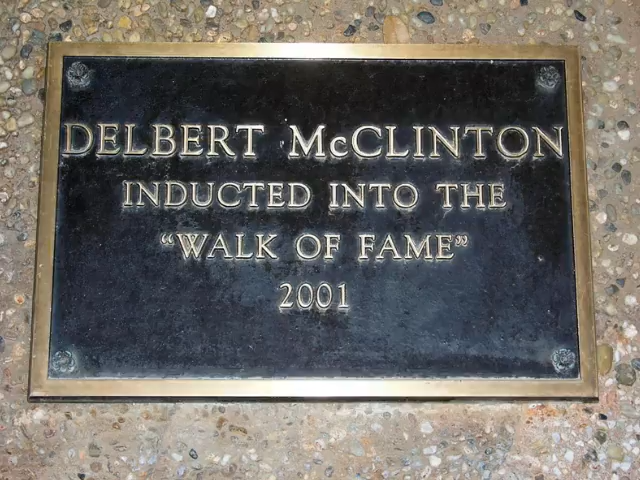 DELBERT McCLINTON
INDUCTED INTO THE
“WALK OF FAME”
2001